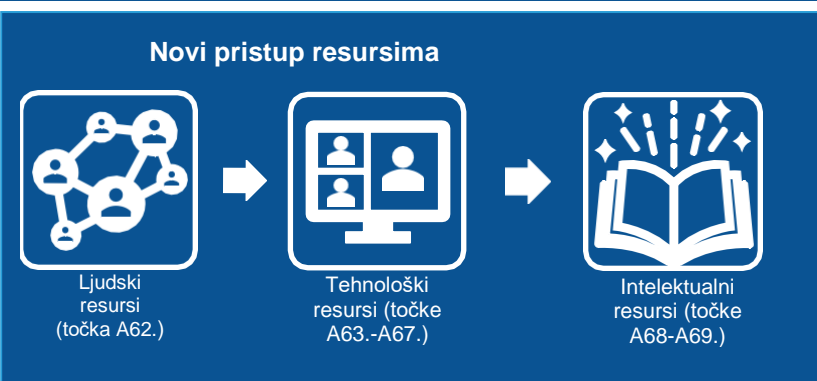 Novi pristup resursima
Ljudski
resursi
(točka A62.)
Tehnološki
resursi (točke
A63.-A67.)
Intelektualni
resursi (točke
A68-A69.)